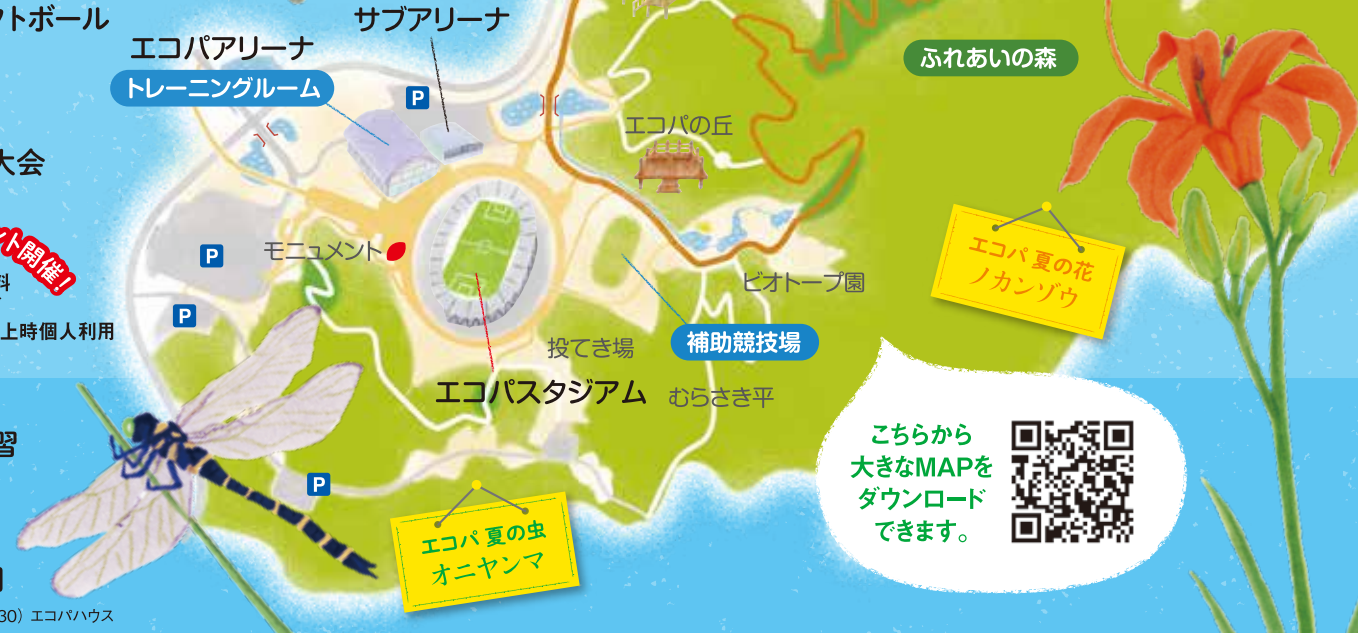 フトボール
サブアリーナ
エコパアリーナ
トレーニングルーム
P
ふれあいの森
エコパの丘
大会
ント開催!
料
モニュメント
P
P
上時個人利用
エコパ 夏の花
ノカンゾウ
ビオトープ園
補助競技場
投てき場
エコパスタジアム
むらさき平
習
P
こちらから
大きなMAPを
ダウンロード
できます。
エコパ 夏の虫
オニヤンマ
30）エコパハウス